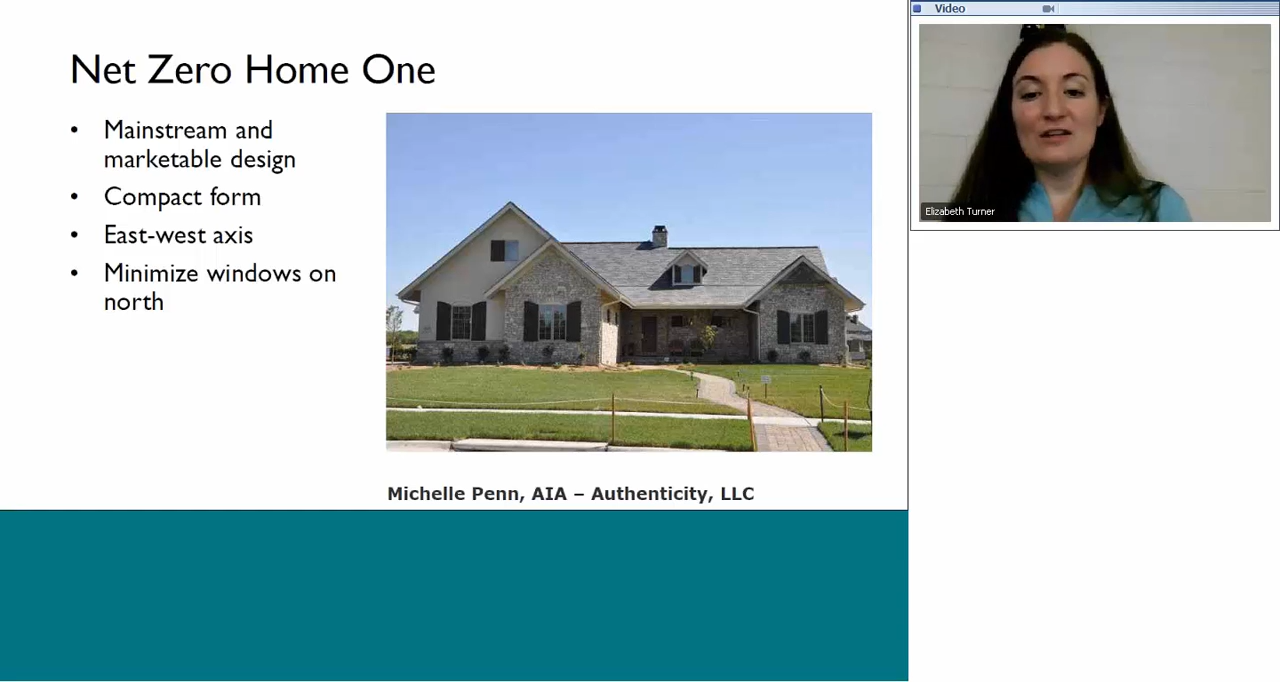 Net Zero Home One
• Mainstream and
marketable design
• Compact form
• East-west axis
• Minimize windows on
north
Michelle Penn, AIA – Authenticity, LLC
Video
Elizabeth Turner